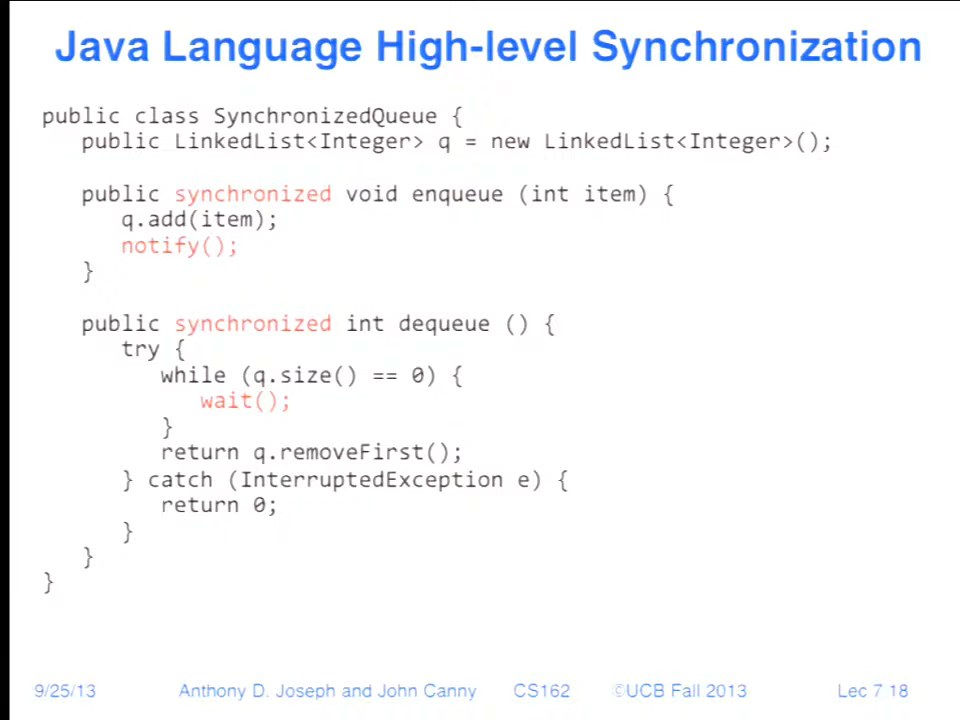 Java Language High-level Synchronization
public class SynchronizedQueue {
public LinkedList<Integer> q = new LinkedList<Integer>();
public synchronized void enqueue (int item) {
q.add(item);
notify();
}
public synchronized int dequeue () {
try {
while (q.size() == 0) {
wait();
}
return q.removeFirst();
} catch (InterruptedException e) {
return 0;
}
}
}
9/25/13 Anthony D. Joseph and John Canny CS162 ©UCB Fall 2013 Lec 7 18